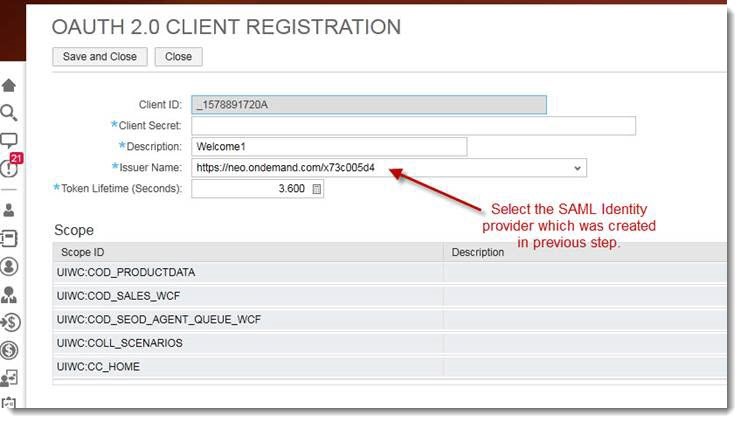 OAUTH 2.0 CLIENT REGISTRATION
Save and Close Close
Client ID: _1578891720A
*Client Secret:
*Description: Welcome1
*Issuer Name: https://neo.ondemand.com/x73c005d4
*Token Lifetime (Seconds): 3.600
21
Select the SAML Identity
provider which was created
in previous step.
Scope
Scope ID Description
UIWC:COD_PRODUCTDATA
UIWC:COD_SALES_WCF
UIWC:COD_SEOD_AGENT_QUEUE_WCF
UIWC:COLL_SCENARIOS
UIWC:CC_HOME